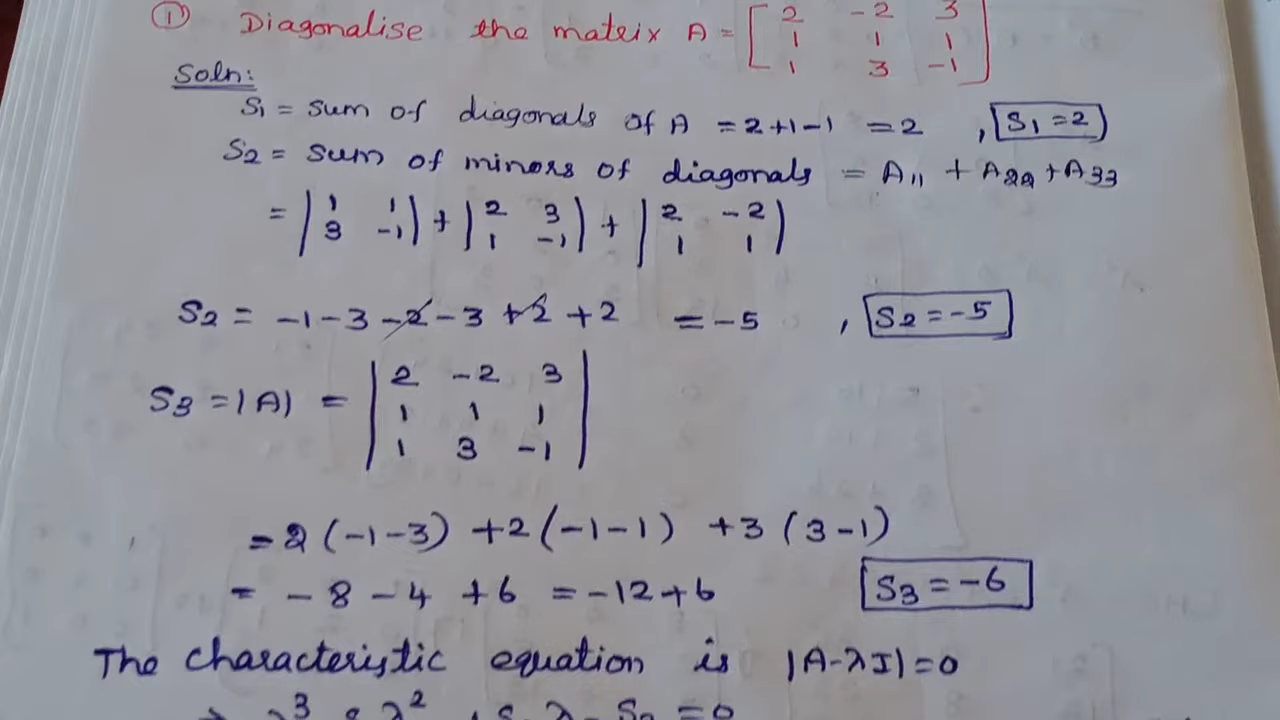 ① Diagonalise the matrix A = [2 -2 3
1 1 1
1 3 -1]
Soln:
S1 = sum of diagonals of A = 2+1-1 = 2 , S1 = 2
S2 = sum of minors of diagonals = A11 + A22 + A33
= |1 1| + |2 3| + |2 -2|
|3 -1| |1 -1| |1 1|
S2 = -1-3-2-3+2+2 = -5 , S2 = -5
S3 = |A| = |2 -2 3|
|1 1 1|
|1 3 -1|
= 2(-1-3) +2(-1-1) +3(3-1)
= -8-4+6 = -12+6 S3 = -6
The characteristic equation is |A-λI|=0
λ³ λ² λ = 0